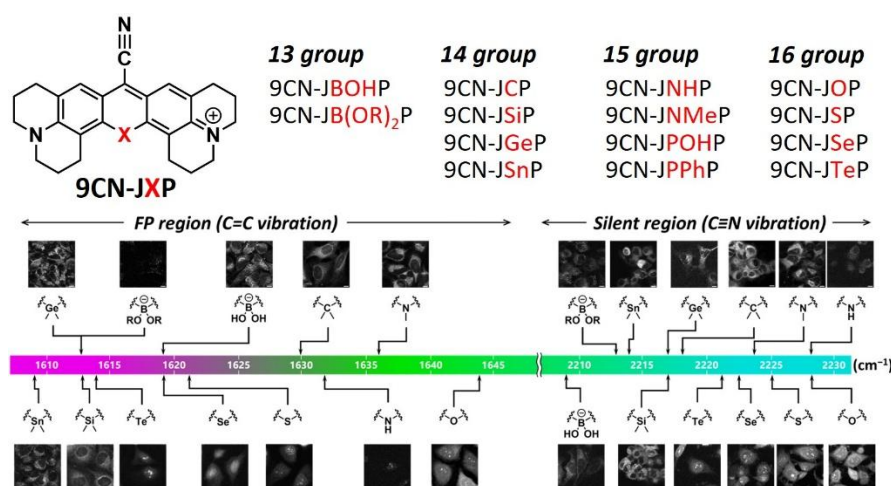 N
13 group
14 group
15 group
16 group
9CN-JBOHP
9CN-JCP
9CN-JNHP
9CN-JOP
9CN-JB(OR)₂P
9CN-JSiP
9CN-JNMeP
9CN-JSP
9CN-JGeP
9CN-JPOHP
9CN-JSeP
9CN-JSnP
9CN-JPPhP
9CN-JTeP
N X N +
9CN-JXP
FP region (C=C vibration)
Silent region (C≡N vibration)
Ge
B ⊖
RO OR
B ⊖
HO OH
C
N
B ⊖
RO OR
Sn
Ge
C
N
N
H
1610 1615 1620 1625 1630 1635 1640 1645 2210 2215 2220 2225 2230 (cm⁻¹)
Sn
Si
Te
Se
S
N
H
O
B ⊖
HO OH
Si
Te
Se
S
O